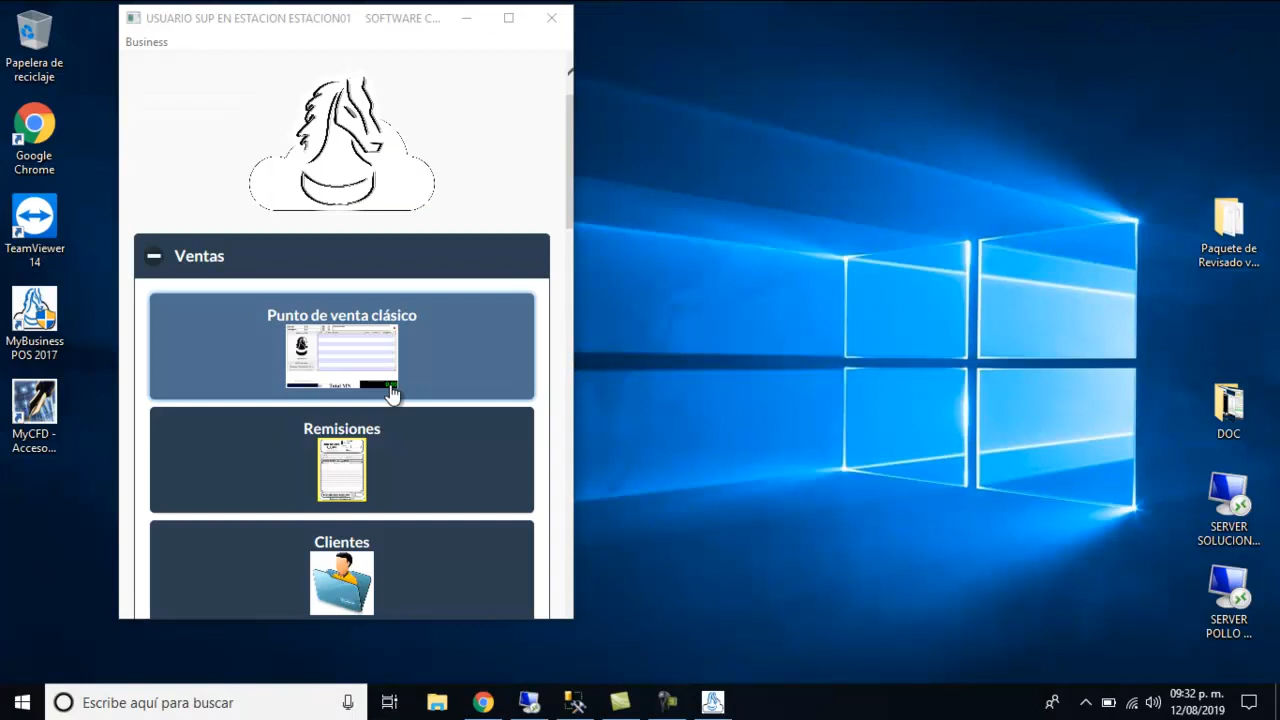 USUARIO SUP EN ESTACION ESTACION01 SOFTWARE C...
Business
Ventas
Punto de venta clásico
Remisiones
Clientes
Papelera de
reciclaje
Google
Chrome
TeamViewer
14
MyBusiness
POS 2017
MyCFD -
Acceso...
Paquete de
Revisado v...
DOC
SERVER
SOLUCION...
SERVER
POLLO ...
Escribe aquí para buscar
09:32 p. m.
12/08/2019